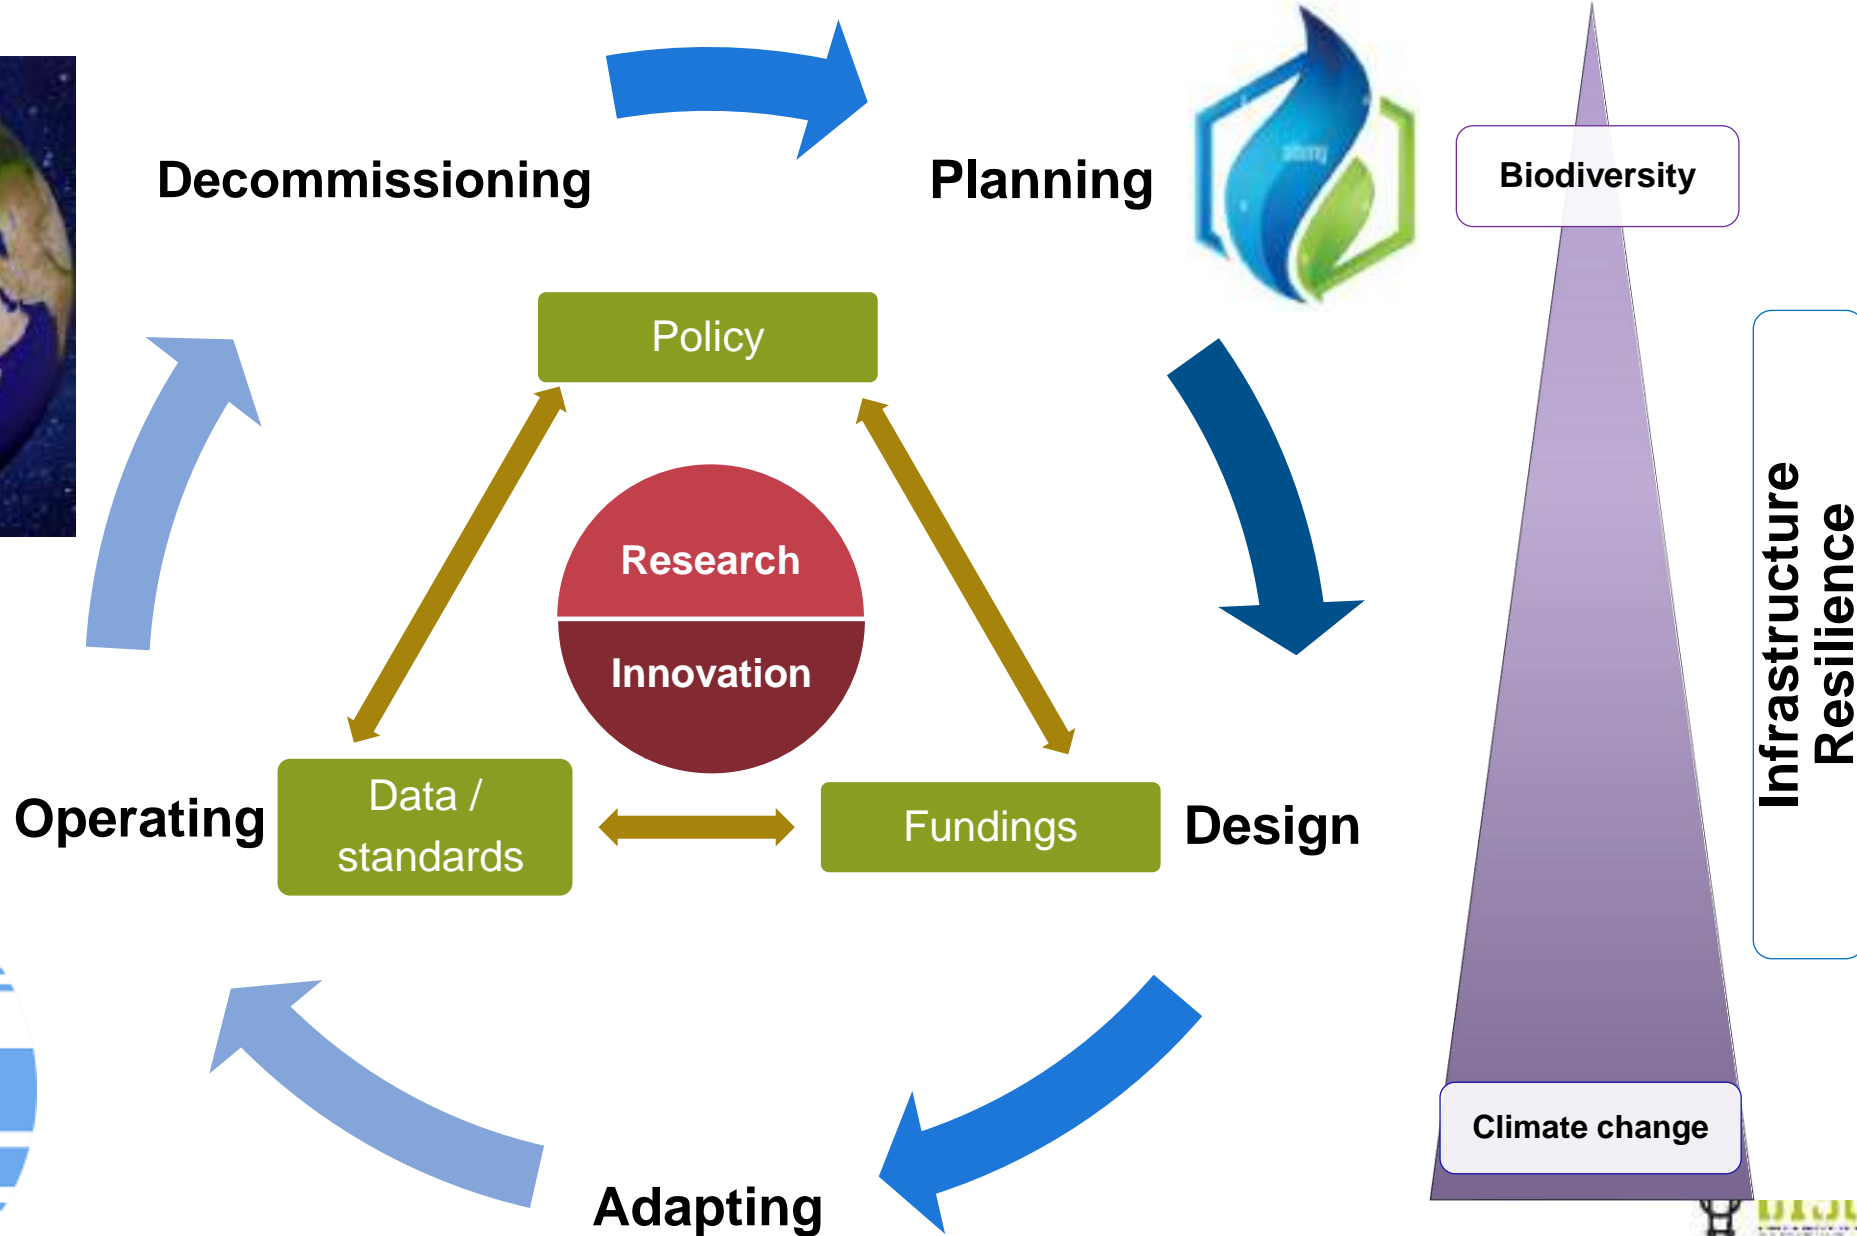 Decommissioning
Planning
Biodiversity
Policy
Research
Innovation
Infrastructure
Resilience
Operating
Data /
standards
Fundings
Design
Climate change
Adapting